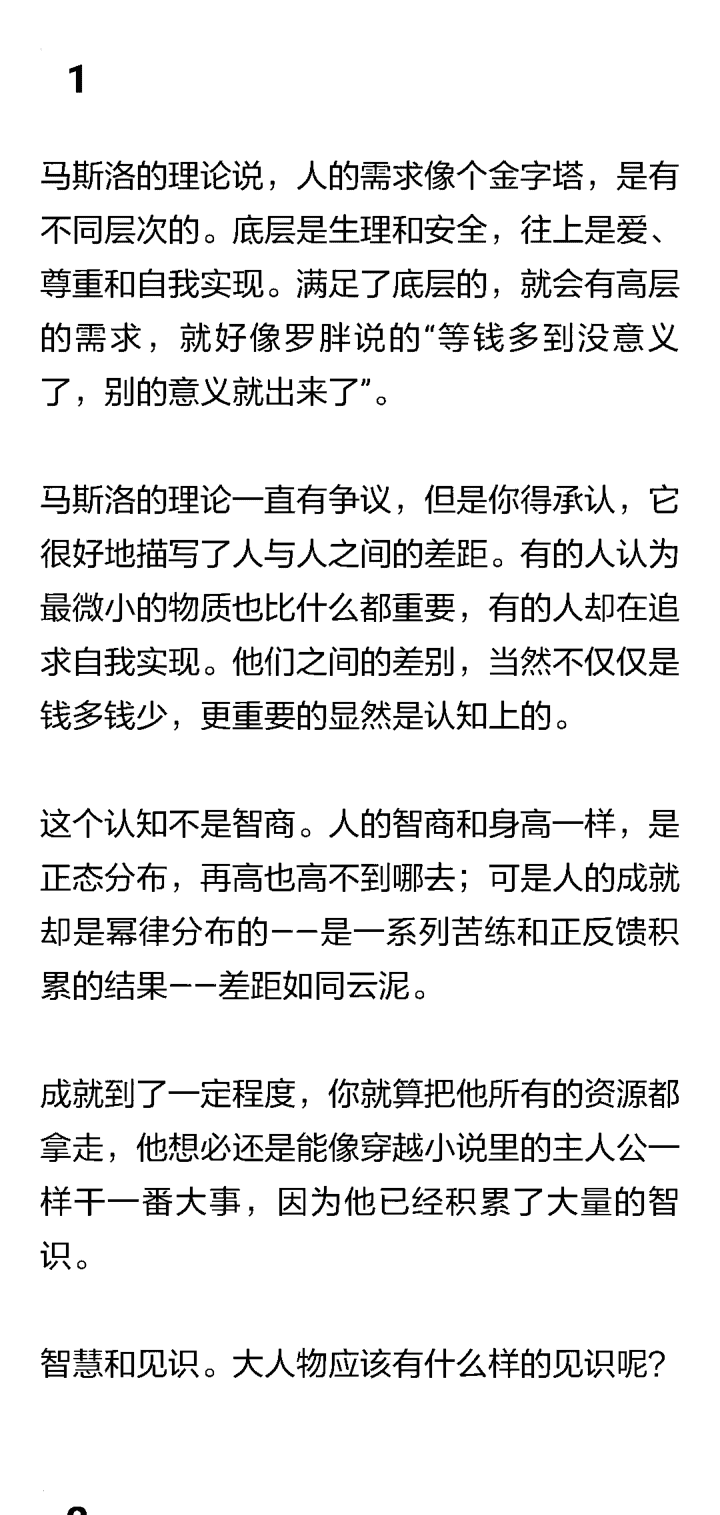 1
马斯洛的理论说，人的需求像个金字塔，是有
不同层次的。底层是生理和安全，往上是爱、
尊重和自我实现。满足了底层的，就会有高层
的需求，就好像罗胖说的“等钱多到没意义
了，别的意义就出来了”。
马斯洛的理论一直有争议，但是你得承认，它
很好地描写了人与人之间的差距。有的人认为
最微小的物质也比什么都重要，有的人却在追
求自我实现。他们之间的差别，当然不仅仅是
钱多钱少，更重要的显然是认知上的。
这个认知不是智商。人的智商和身高一样，是
正态分布，再高也高不到哪去；可是人的成就
却是幂律分布的——是一系列苦练和正反馈积
累的结果——差距如同云泥。
成就到了一定程度，你就算把他所有的资源都
拿走，他想必还是能像穿越小说里的主人公一
样干一番大事，因为他已经积累了大量的智
识。
智慧和见识。大人物应该有什么样的见识呢？